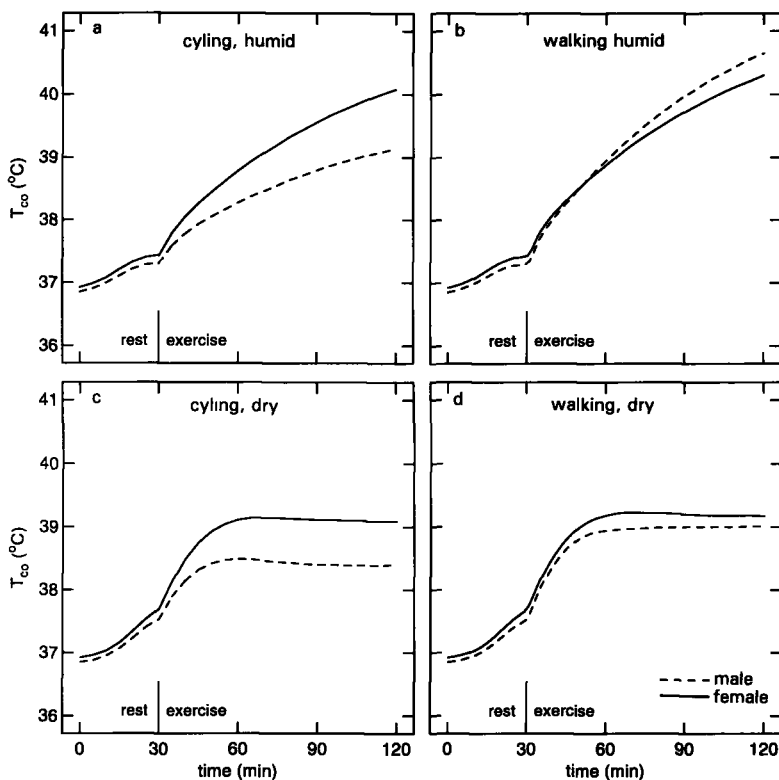 a
cyling, humid
41
40
39
38
37
36
T_co (°C)
rest
exercise
b
walking humid
rest
exercise
c
cyling, dry
41
40
39
38
37
36
T_co (°C)
rest
exercise
0
30
60
90
120
time (min)
d
walking, dry
male
female
rest
exercise
0
30
60
90
120
time (min)